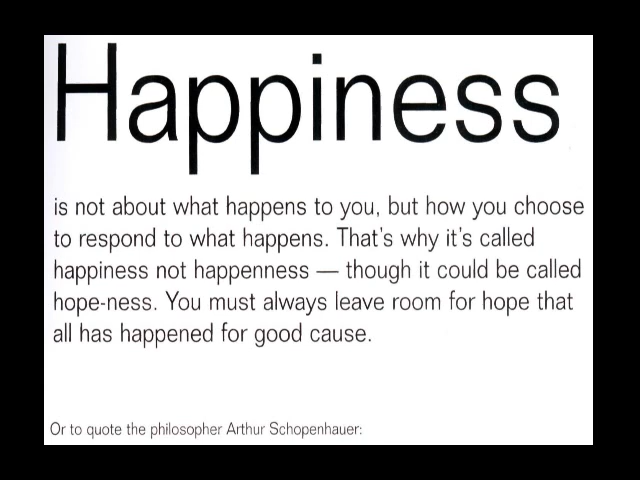 Happiness
is not about what happens to you, but how you choose
to respond to what happens. That's why it's called
happiness not happenness — though it could be called
hope-ness. You must always leave room for hope that
all has happened for good cause.
Or to quote the philosopher Arthur Schopenhauer: